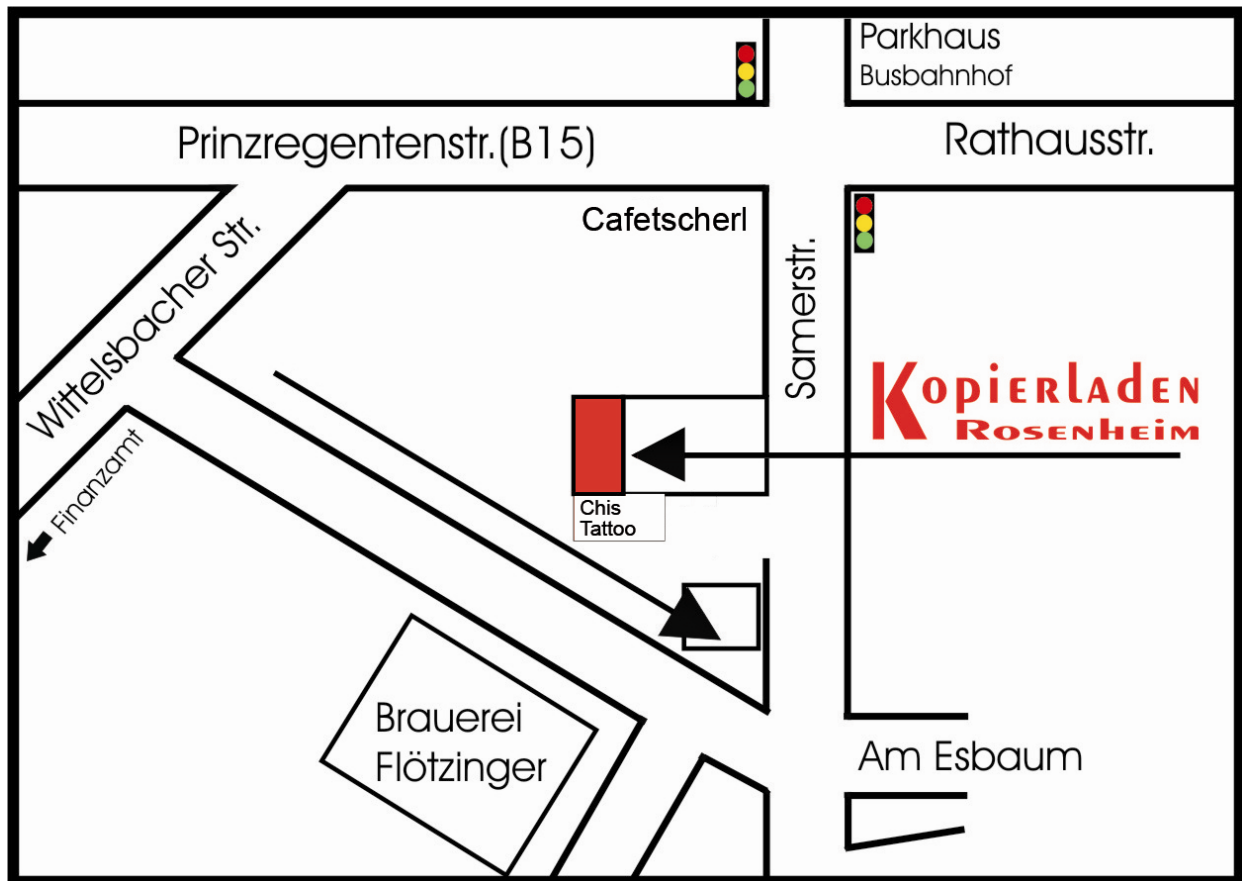 Parkhaus
Busbahnhof
Prinzregentenstr.(B15)
Rathausstr.
Cafetscherl
Wittelsbacher Str.
Samerstr.
Kopierladen
Rosenheim
Finanzamt
Chis
Tattoo
Brauerei
Flötzinger
Am Esbaum